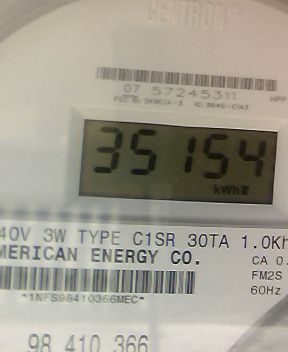 CENTRON®
07 57245311
35154
kWh
40V 3W TYPE C1SR 30TA 1.0Kh
MERICAN ENERGY CO.
CA 0.
FM2S
60Hz
*1NFS98410366MEC*
98 410 366